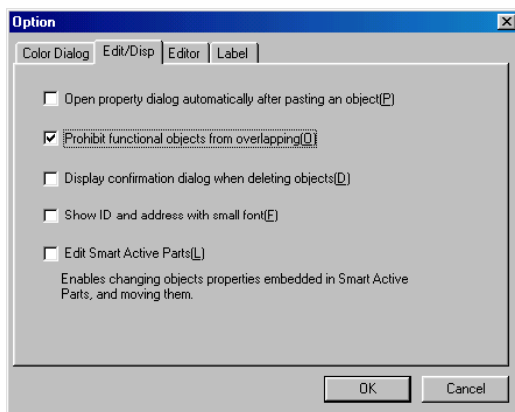 Option
Color Dialog Edit/Disp Editor Label
Open property dialog automatically after pasting an object(P)
Prohibit functional objects from overlapping(O)
Display confirmation dialog when deleting objects(D)
Show ID and address with small font(F)
Edit Smart Active Parts(L)
Enables changing objects properties embedded in Smart Active
Parts, and moving them.
OK Cancel